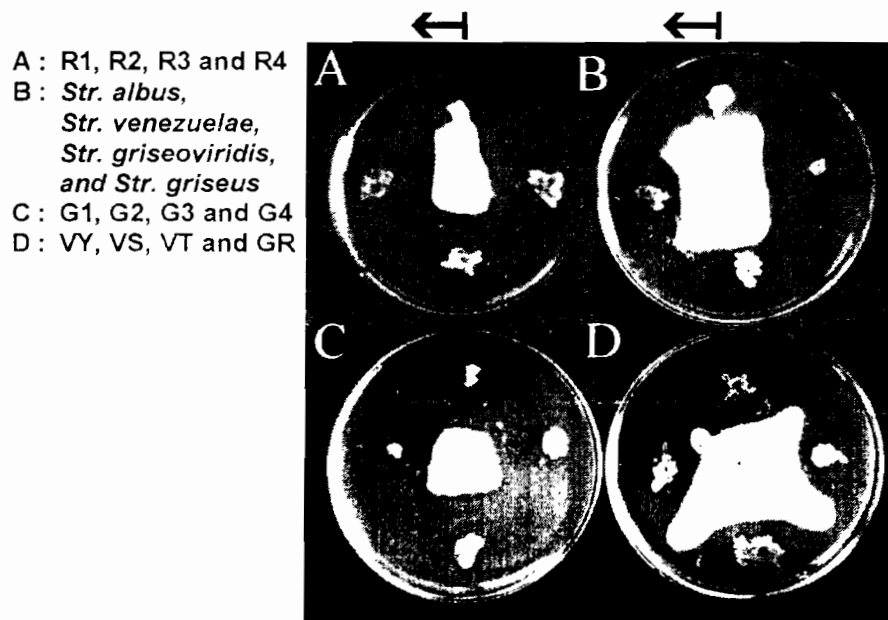 A : R1, R2, R3 and R4
B : Str. albus,
Str. venezuelae,
Str. griseoviridis,
and Str. griseus
C : G1, G2, G3 and G4
D : VY, VS, VT and GR
A
B
C
D